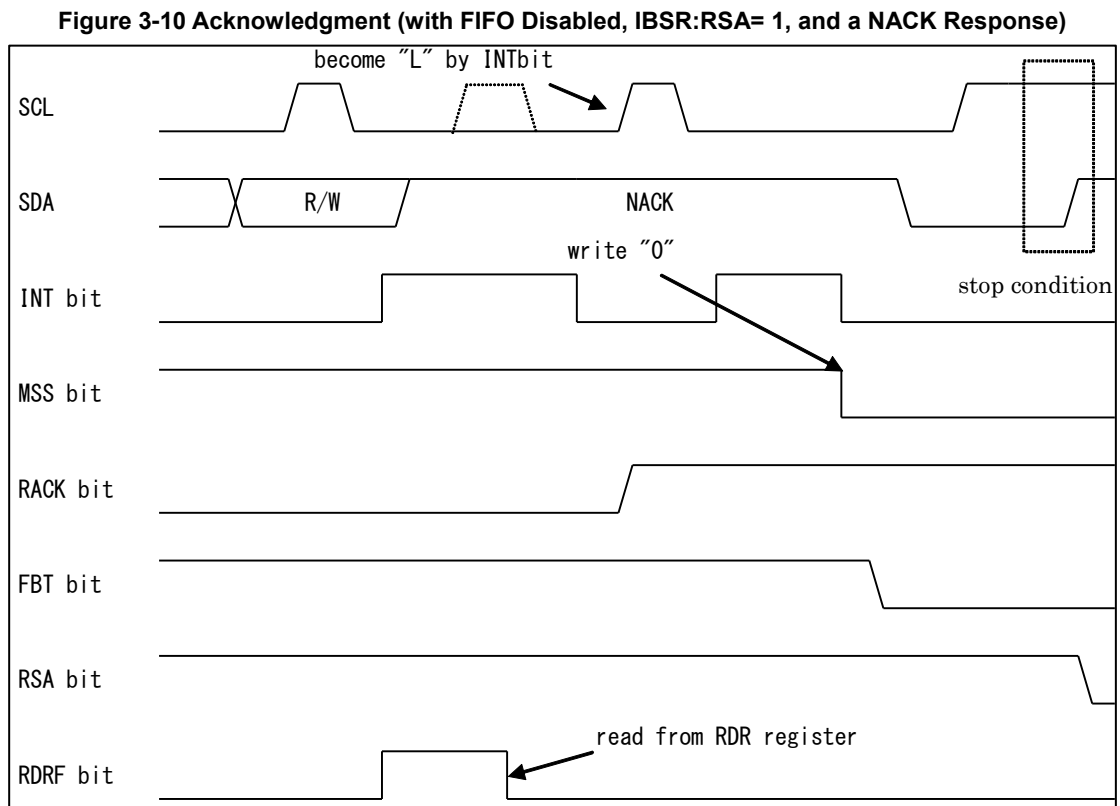 Figure 3-10 Acknowledgment (with FIFO Disabled, IBSR:RSA= 1, and a NACK Response)
become "L" by INTbit
SCL
SDA
R/W
NACK
write "0"
INT bit
stop condition
MSS bit
RACK bit
FBT bit
RSA bit
read from RDR register
RDRF bit